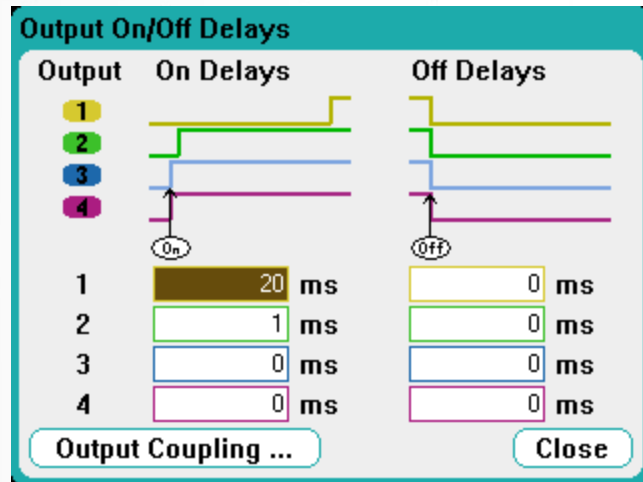 Output On/Off Delays
Output On Delays Off Delays
1
2
3
4
On Off
1 20 ms 0 ms
2 1 ms 0 ms
3 0 ms 0 ms
4 0 ms 0 ms
Output Coupling ... Close